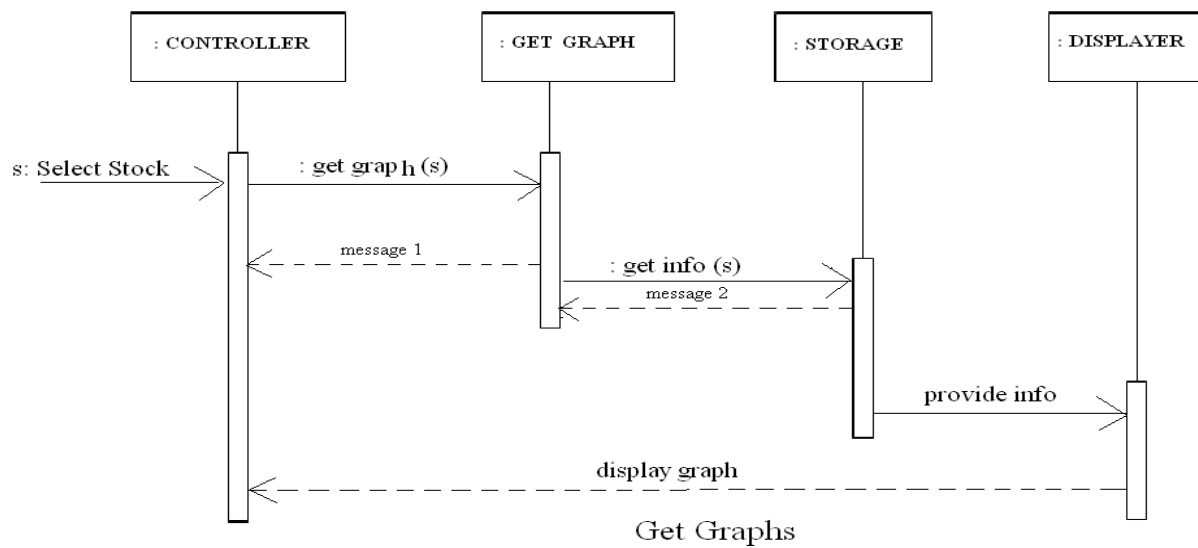 : CONTROLLER
: GET GRAPH
: STORAGE
: DISPLAYER
s: Select Stock
: get graph (s)
message 1
: get info (s)
message 2
provide info
display graph
Get Graphs